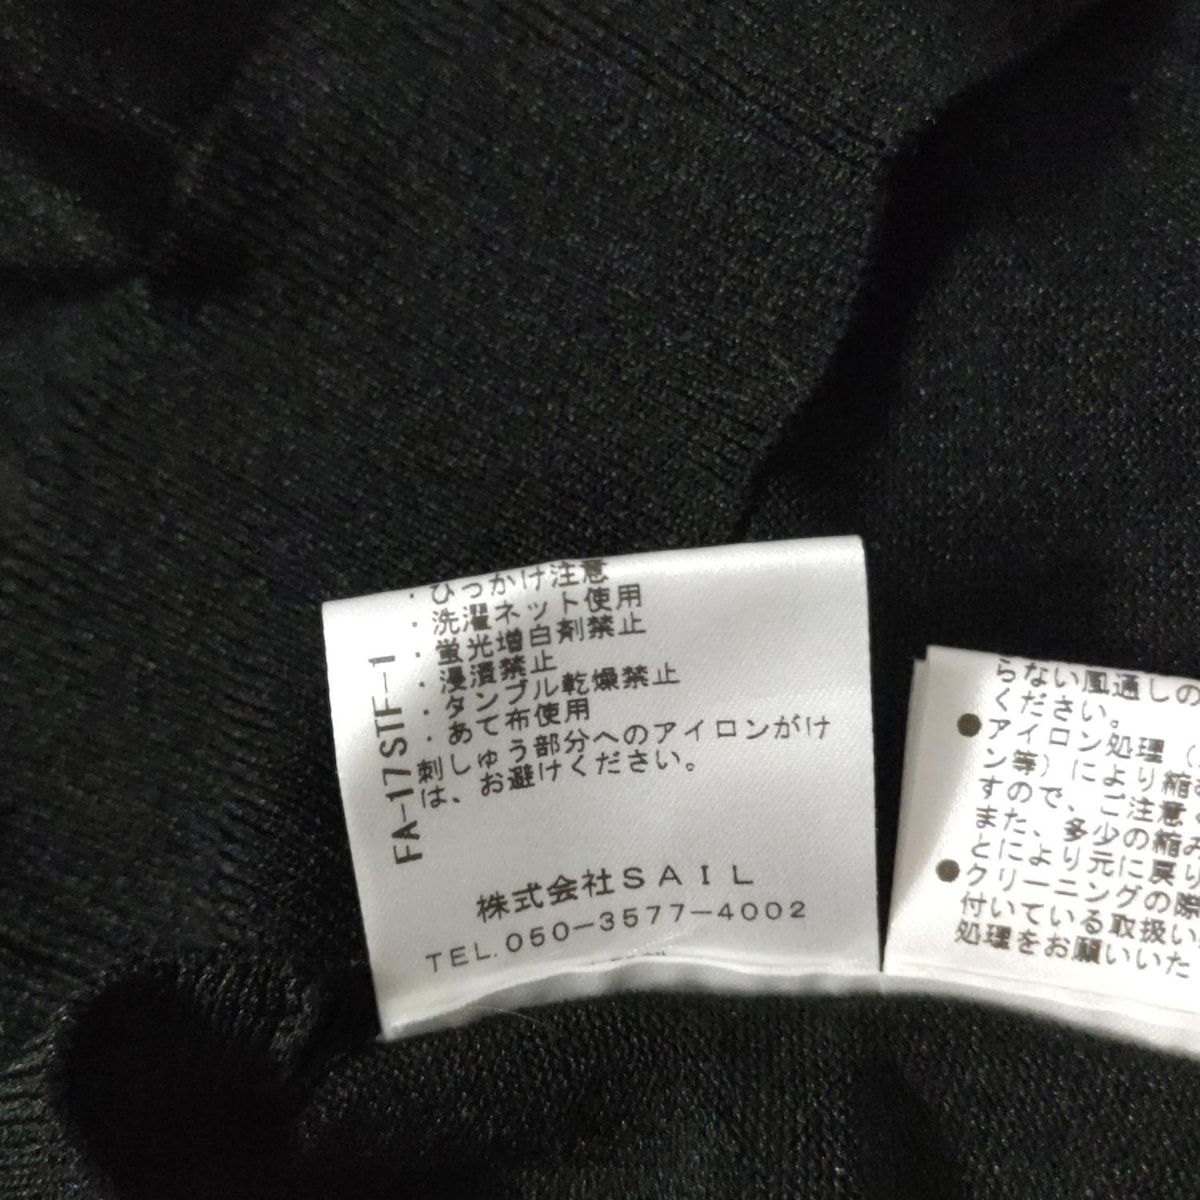 ・ひっかけ注意
・洗濯ネット使用
・蛍光増白剤禁止
・浸漬禁止
・タンブル乾燥禁止
・あて布使用
刺しゅう部分へのアイロンがけ
は、お避けください。
FA-17STF-1
株式会社SAIL
TEL.050-3577-4002
らない風通しの
ください。
●アイロン処理(
ン等)により縮み
すので、ご注意く
また、多少の縮み
とにより元に戻り
●クリーニングの際
付いている取扱い
処理をお願いいた